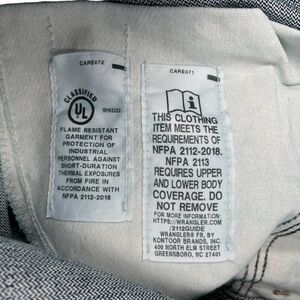 CARE072
CLASSIFIED
UL
MH63252
FLAME RESISTANT
GARMENT FOR
PROTECTION OF
INDUSTRIAL
PERSONNEL AGAINST
SHORT-DURATION
THERMAL EXPOSURES
FROM FIRE IN
ACCORDANCE WITH
NFPA 2112-2018
CARE071
i
THIS CLOTHING
ITEM MEETS THE
REQUIREMENTS OF
NFPA 2112-2018.
NFPA 2113
REQUIRES UPPER
AND LOWER BODY
COVERAGE. DO
NOT REMOVE
FOR MORE INFORMATION:
HTTPS://WRANGLER.COM
/2112GUIDE
WRANGLER® FR, BY
KONTOOR BRANDS, INC.
400 NORTH ELM STREET
GREENSBORO, NC 27401